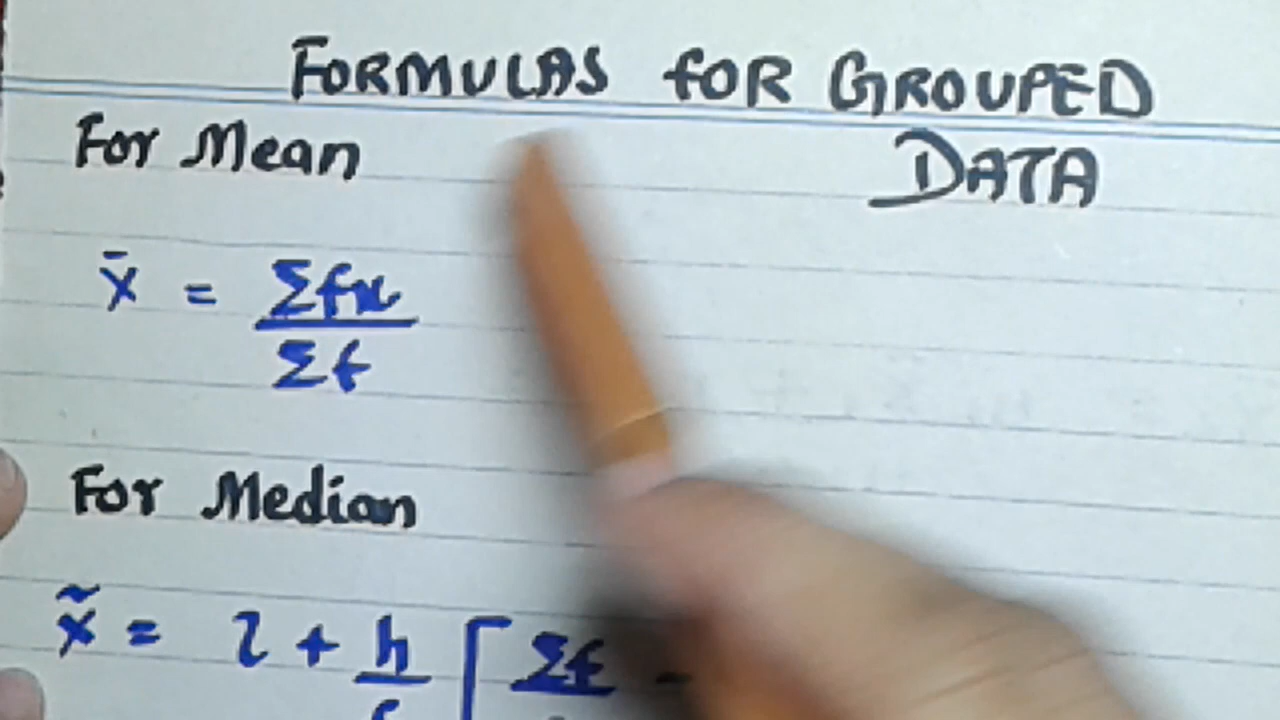 FORMULAS FOR GROUPED
DATA
For Mean
x̄ = Σfx
Σf
For Median
x̃ = l + h [ Σf -